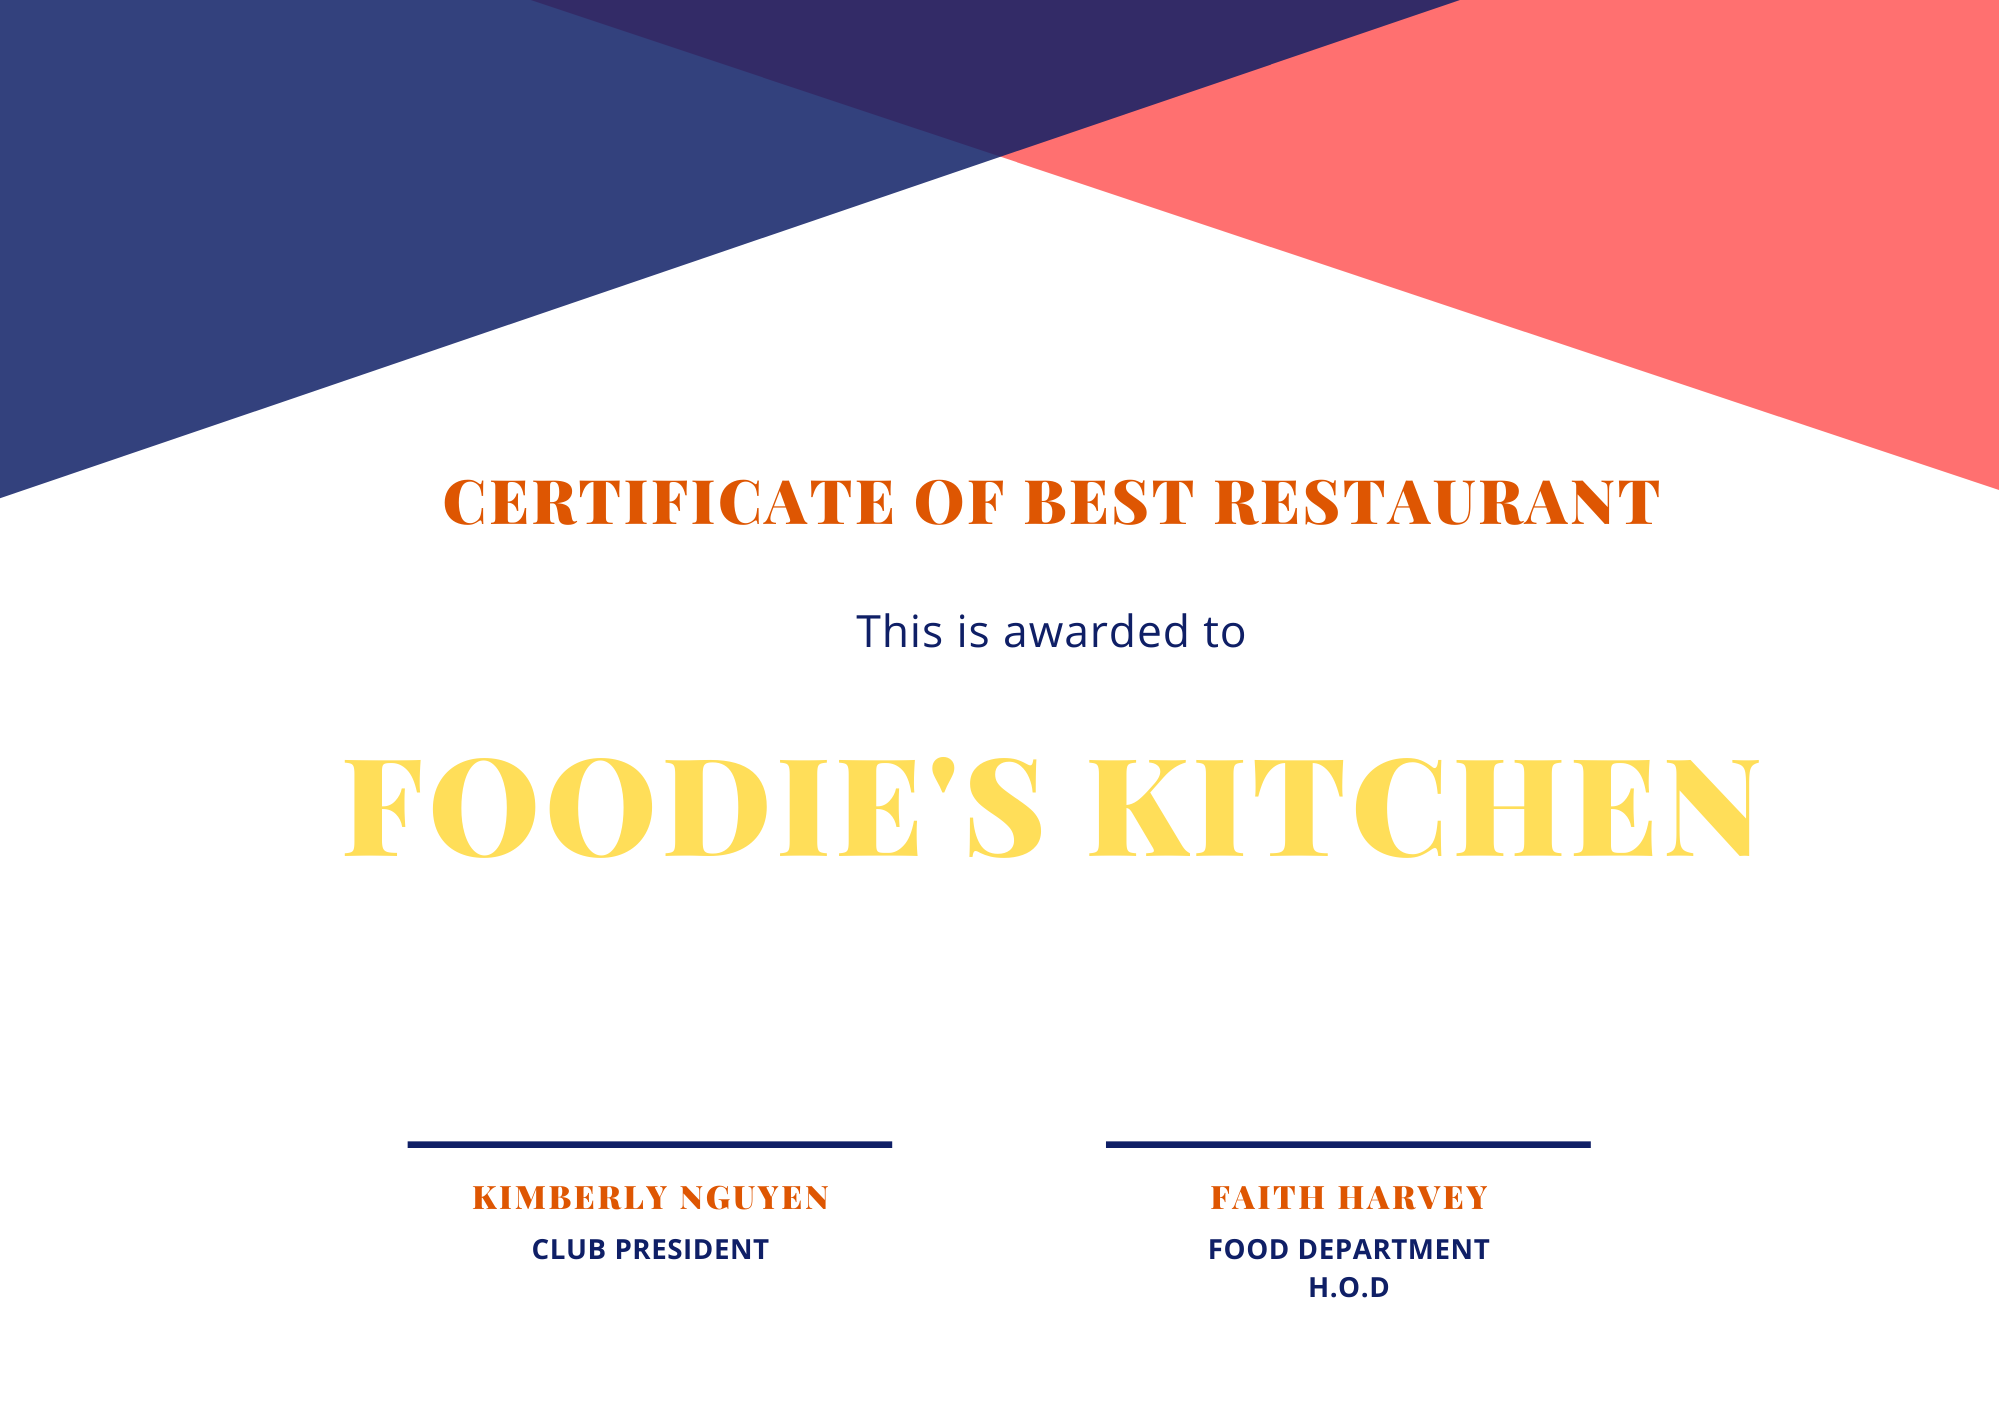 CERTIFICATE OF BEST RESTAURANT
This is awarded to
FOODIE'S KITCHEN
KIMBERLY NGUYEN
CLUB PRESIDENT
FAITH HARVEY
FOOD DEPARTMENT
H.O.D